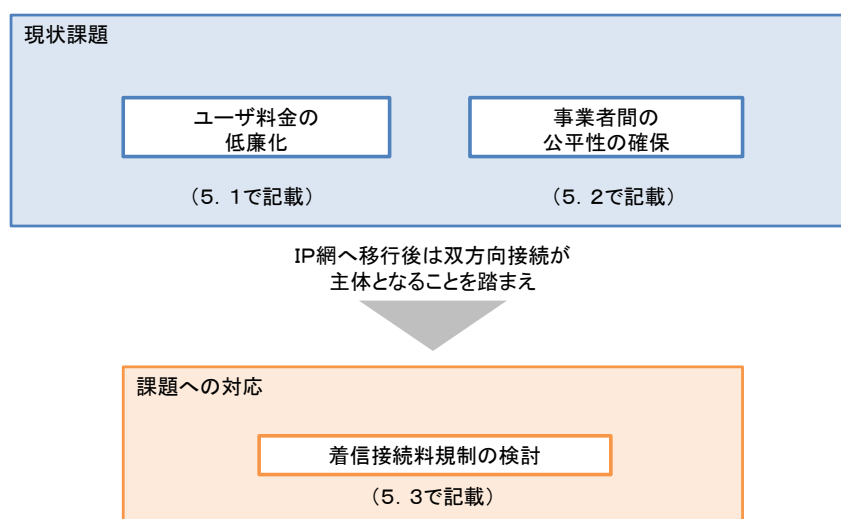 現状課題
ユーザ料金の
低廉化
事業者間の
公平性の確保
（5．1で記載）
（5．2で記載）
IP網へ移行後は双方向接続が
主体となることを踏まえ
課題への対応
着信接続料規制の検討
（5．3で記載）